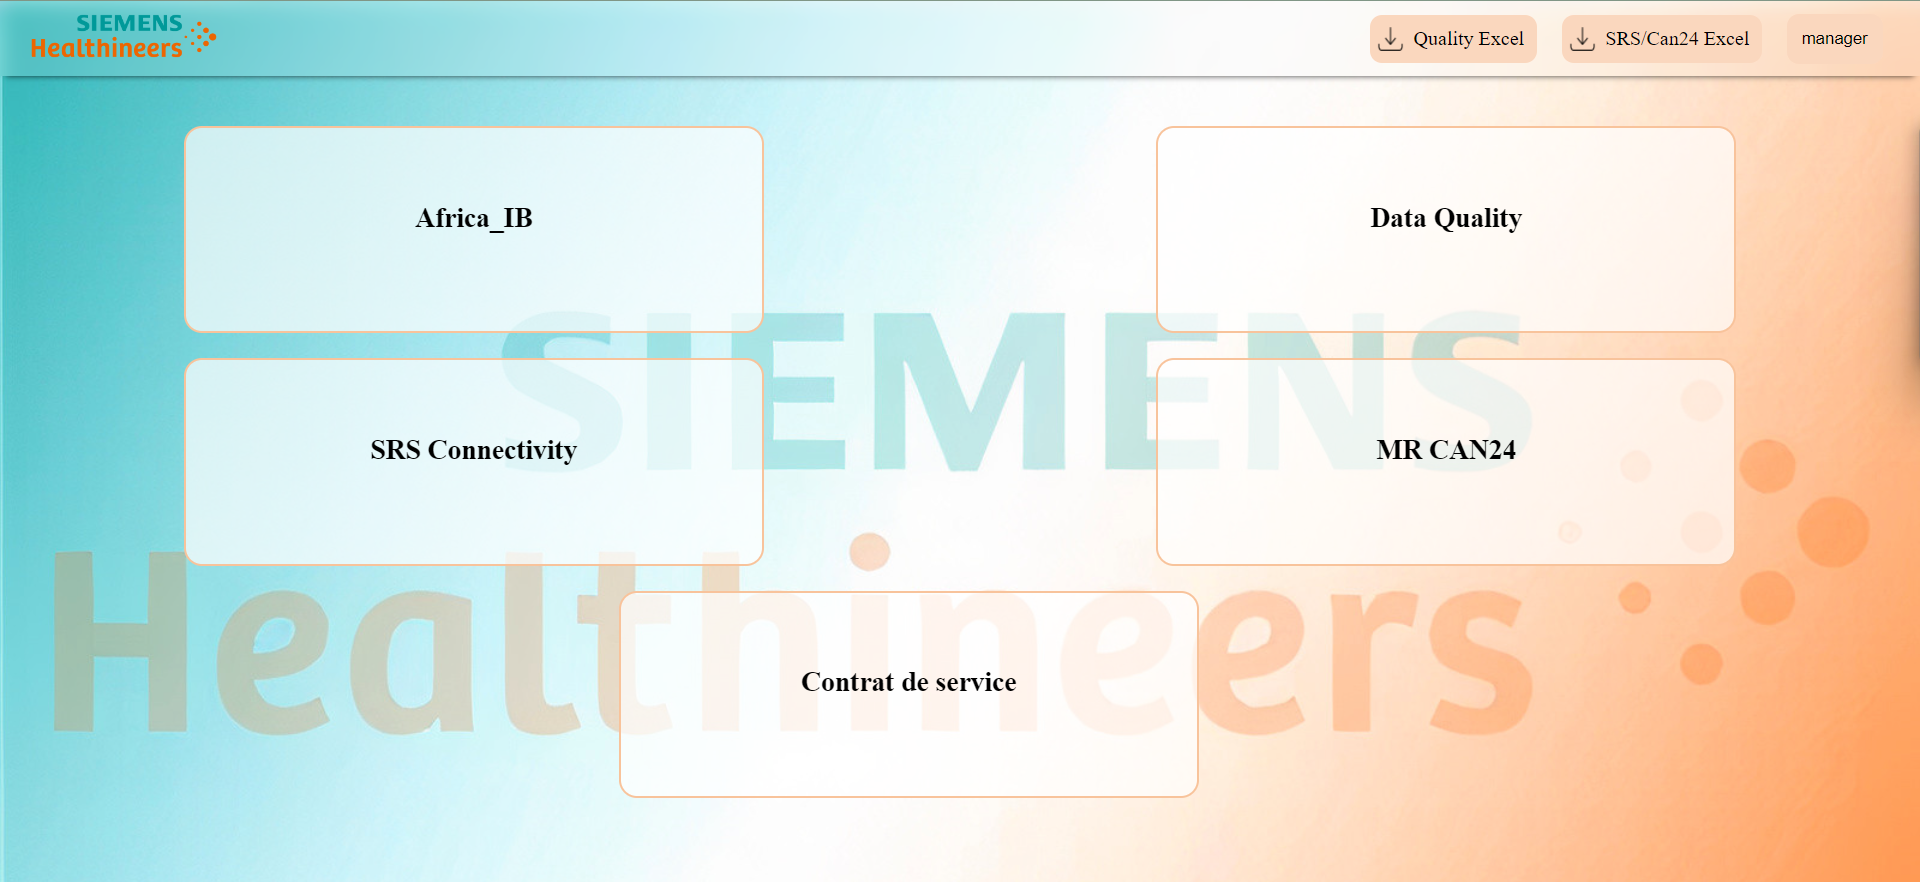 SIEMENS
Healthineers
Quality Excel
SRS/Can24 Excel
manager
Africa_IB
Data Quality
SIEMENS
SRS Connectivity
MR CAN24
Healthineers
Contrat de service